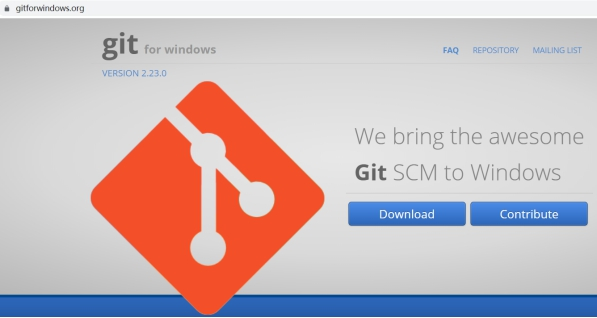 gitforwindows.org
git for windows
FAQ REPOSITORY MAILING LIST
VERSION 2.23.0
We bring the awesome
Git SCM to Windows
Download Contribute